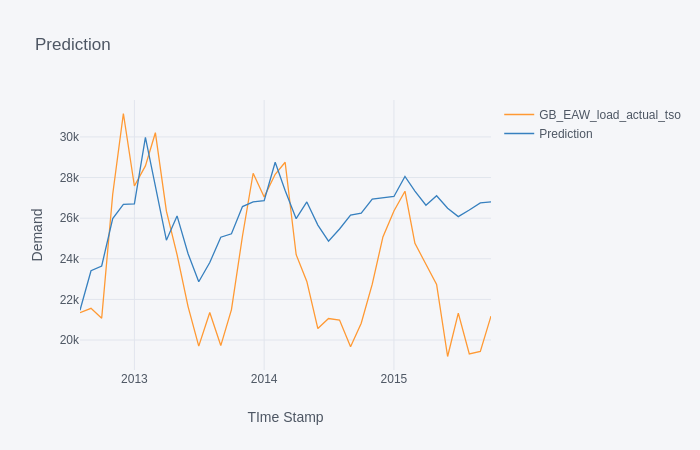 Prediction
GB_EAW_load_actual_tso
Prediction
30k
28k
26k
24k
22k
20k
Demand
2013
2014
2015
TIme Stamp